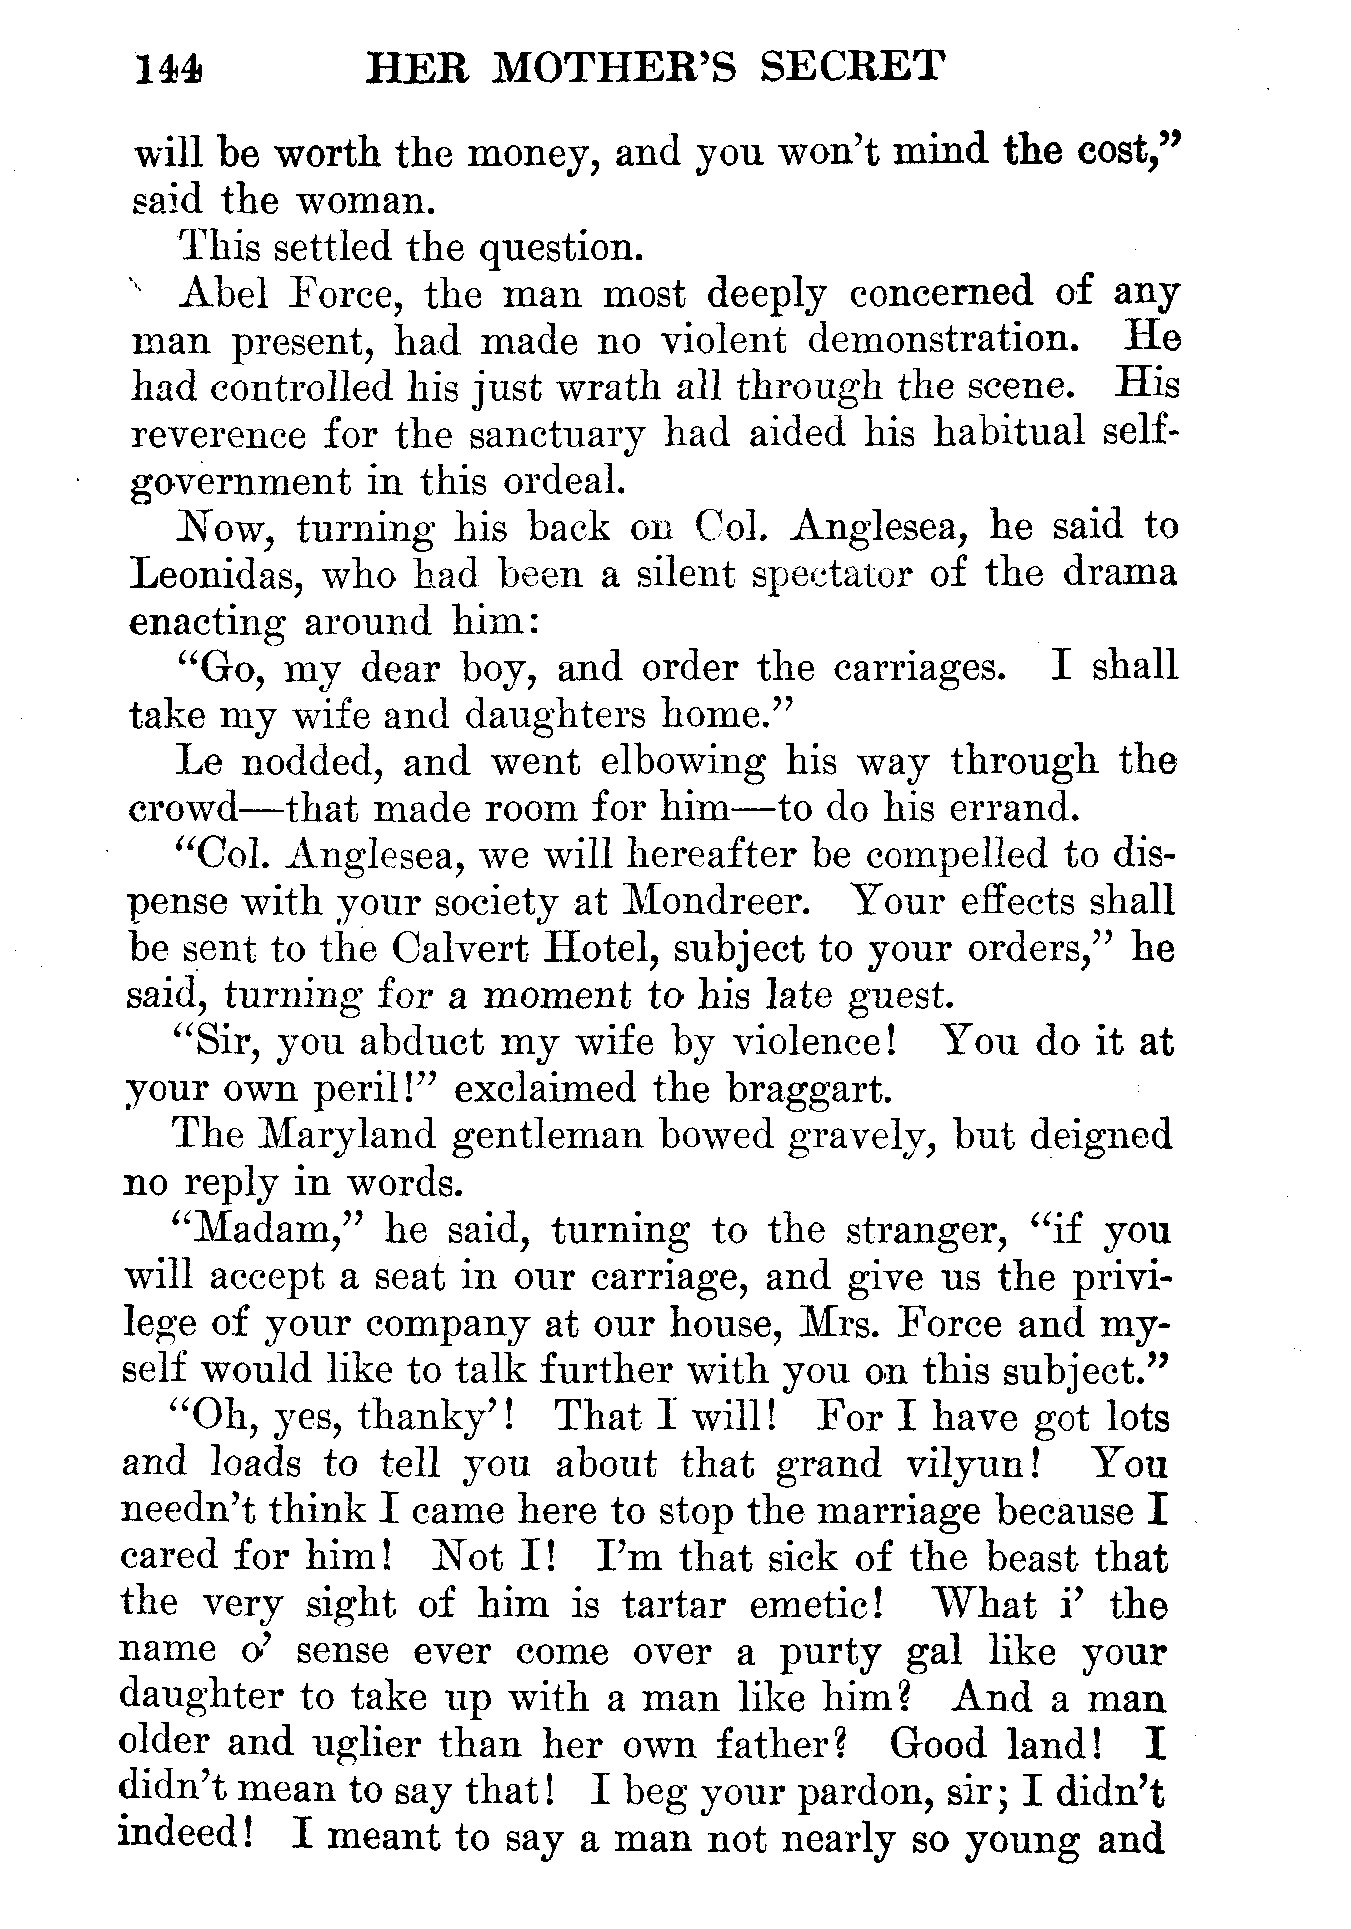 144 HER MOTHER'S SECRET
will be worth the money, and you won't mind the cost,"
said the woman.
This settled the question.
Abel Force, the man most deeply concerned of any
man present, had made no violent demonstration. He
had controlled his just wrath all through the scene. His
reverence for the sanctuary had aided his habitual self-
government in this ordeal.
Now, turning his back on Col. Anglesea, he said to
Leonidas, who had been a silent spectator of the drama
enacting around him:
"Go, my dear boy, and order the carriages. I shall
take my wife and daughters home."
Le nodded, and went elbowing his way through the
crowd—that made room for him—to do his errand.
"Col. Anglesea, we will hereafter be compelled to dis-
pense with your society at Mondreer. Your effects shall
be sent to the Calvert Hotel, subject to your orders," he
said, turning for a moment to his late guest.
"Sir, you abduct my wife by violence! You do it at
your own peril!" exclaimed the braggart.
The Maryland gentleman bowed gravely, but deigned
no reply in words.
"Madam," he said, turning to the stranger, "if you
will accept a seat in our carriage, and give us the privi-
lege of your company at our house, Mrs. Force and my-
self would like to talk further with you on this subject."
"Oh, yes, thanky'! That I will! For I have got lots
and loads to tell you about that grand vilyun! You
needn't think I came here to stop the marriage because I
cared for him! Not I! I'm that sick of the beast that
the very sight of him is tartar emetic! What i' the
name o' sense ever come over a purty gal like your
daughter to take up with a man like him? And a man
older and uglier than her own father? Good land! I
didn't mean to say that! I beg your pardon, sir; I didn't
indeed! I meant to say a man not nearly so young and